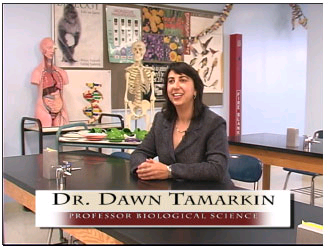 DR. DAWN TAMARKIN
PROFESSOR BIOLOGICAL SCIENCE